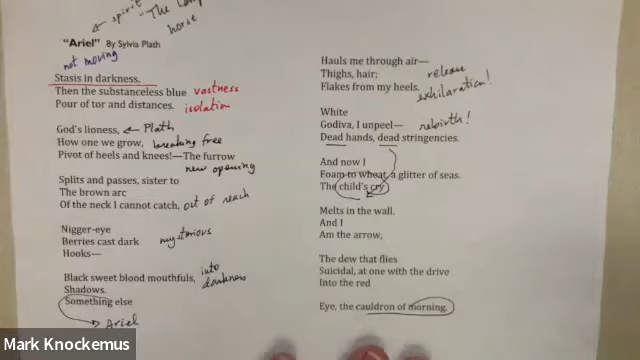 ← spirit - "The
horse
"Ariel" By Sylvia Plath
not moving
Stasis in darkness.
Then the substanceless blue vastness
Pour of tor and distances. isolation
God's lioness, ← Plath
How one we grow, breaking free
Pivot of heels and knees!—The furrow
new opening
Splits and passes, sister to
The brown arc
Of the neck I cannot catch, out of reach
Nigger-eye
Berries cast dark mysterious
Hooks—
Black sweet blood mouthfuls, into
Shadows. darkness
Something else
→ Ariel
Hauls me through air—
Thighs, hair; release
Flakes from my heels. exhilaration!
White
Godiva, I unpeel— rebirth!
Dead hands, dead stringencies.
And now I
Foam to wheat, a glitter of seas.
The child's cry
Melts in the wall.
And I
Am the arrow,
The dew that flies
Suicidal, at one with the drive
Into the red
Eye, the cauldron of morning.
Mark Knockemus